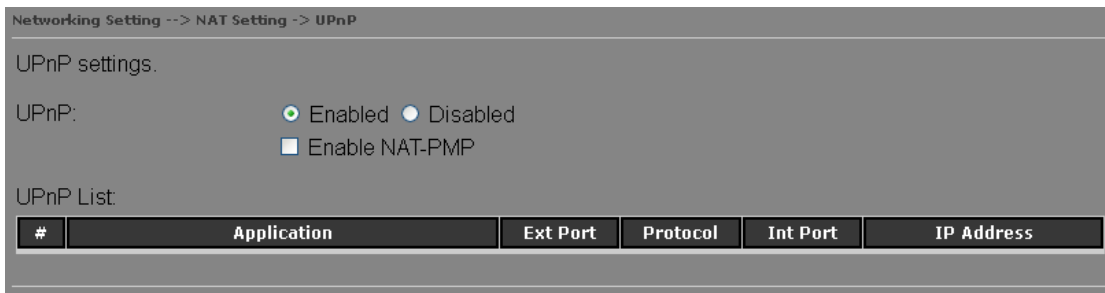 Networking Setting --> NAT Setting -> UPnP
UPnP settings.
UPnP: Enabled Disabled
Enable NAT-PMP
UPnP List:
# Application Ext Port Protocol Int Port IP Address